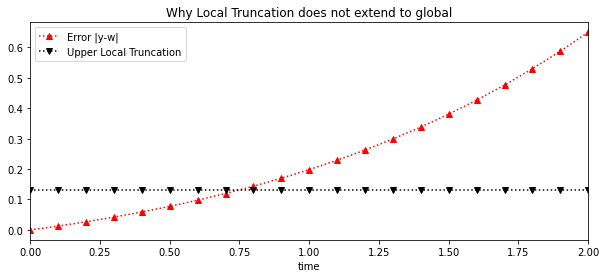 Why Local Truncation does not extend to global
Error |y-w|
Upper Local Truncation
0.6
0.5
0.4
0.3
0.2
0.1
0.0
0.00 0.25 0.50 0.75 1.00 1.25 1.50 1.75 2.00
time